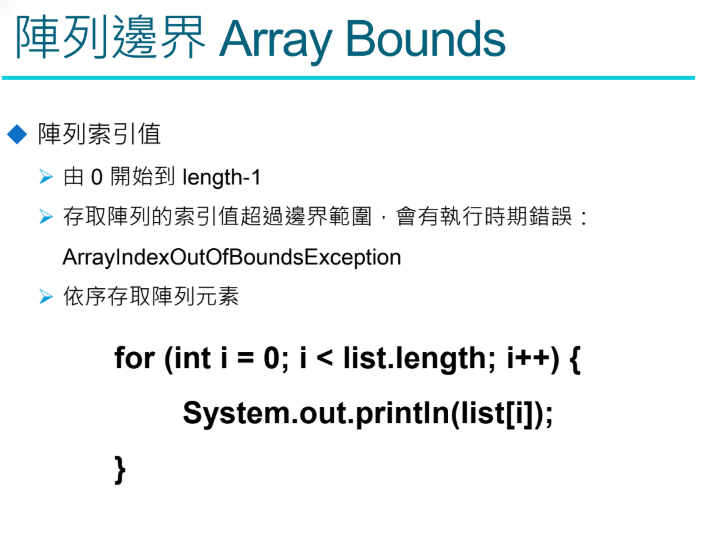 陣列邊界 Array Bounds
陣列索引值
由 0 開始到 length-1
存取陣列的索引值超過邊界範圍，會有執行時期錯誤：
ArrayIndexOutOfBoundsException
依序存取陣列元素
for (int i = 0; i < list.length; i++) {
System.out.println(list[i]);
}